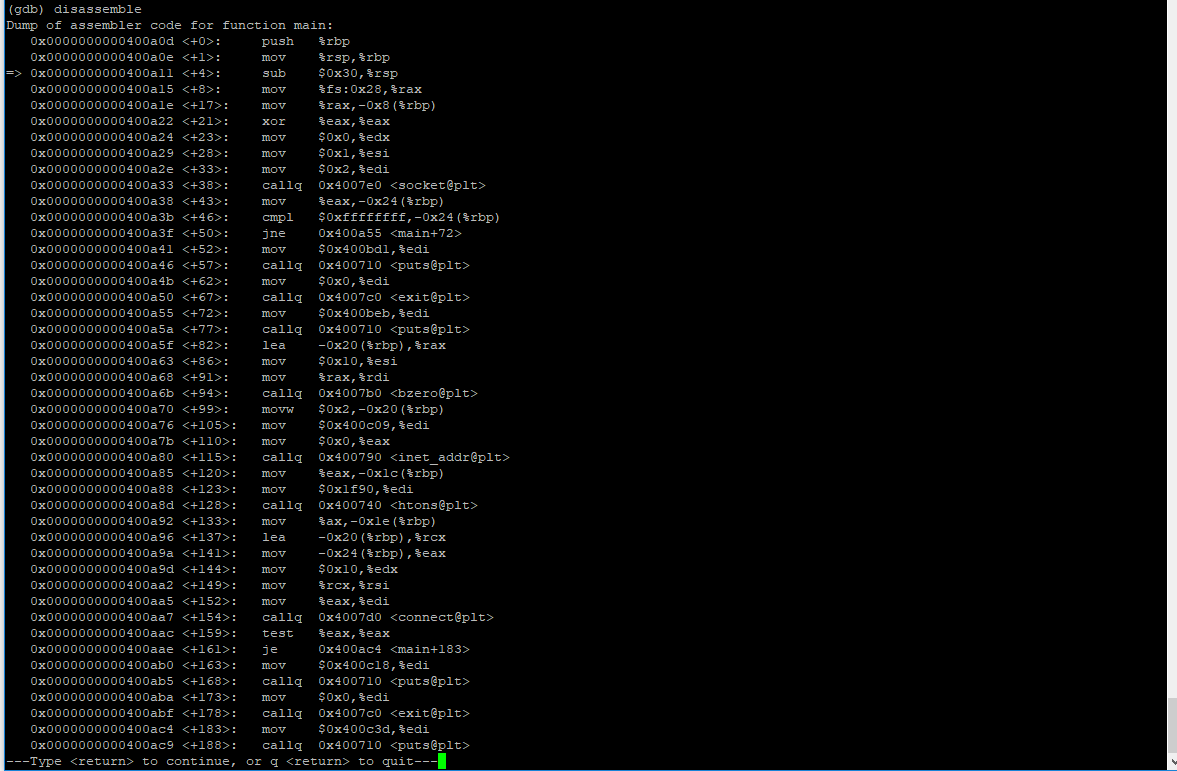 (gdb) disassemble
Dump of assembler code for function main:
   0x0000000000400a0d <+0>:     push   %rbp
   0x0000000000400a0e <+1>:     mov    %rsp,%rbp
=> 0x0000000000400a11 <+4>:     sub    $0x30,%rsp
   0x0000000000400a15 <+8>:     mov    %fs:0x28,%rax
   0x0000000000400a1e <+17>:    mov    %rax,-0x8(%rbp)
   0x0000000000400a22 <+21>:    xor    %eax,%eax
   0x0000000000400a24 <+23>:    mov    $0x0,%edx
   0x0000000000400a29 <+28>:    mov    $0x1,%esi
   0x0000000000400a2e <+33>:    mov    $0x2,%edi
   0x0000000000400a33 <+38>:    callq  0x4007e0 <socket@plt>
   0x0000000000400a38 <+43>:    mov    %eax,-0x24(%rbp)
   0x0000000000400a3b <+46>:    cmpl   $0xffffffff,-0x24(%rbp)
   0x0000000000400a3f <+50>:    jne    0x400a55 <main+72>
   0x0000000000400a41 <+52>:    mov    $0x400bd1,%edi
   0x0000000000400a46 <+57>:    callq  0x400710 <puts@plt>
   0x0000000000400a4b <+62>:    mov    $0x0,%edi
   0x0000000000400a50 <+67>:    callq  0x4007c0 <exit@plt>
   0x0000000000400a55 <+72>:    mov    $0x400beb,%edi
   0x0000000000400a5a <+77>:    callq  0x400710 <puts@plt>
   0x0000000000400a5f <+82>:    lea    -0x20(%rbp),%rax
   0x0000000000400a63 <+86>:    mov    $0x10,%esi
   0x0000000000400a68 <+91>:    mov    %rax,%rdi
   0x0000000000400a6b <+94>:    callq  0x4007b0 <bzero@plt>
   0x0000000000400a70 <+99>:    movw   $0x2,-0x20(%rbp)
   0x0000000000400a76 <+105>:   mov    $0x400c09,%edi
   0x0000000000400a7b <+110>:   mov    $0x0,%eax
   0x0000000000400a80 <+115>:   callq  0x400790 <inet_addr@plt>
   0x0000000000400a85 <+120>:   mov    %eax,-0x1c(%rbp)
   0x0000000000400a88 <+123>:   mov    $0x1f90,%edi
   0x0000000000400a8d <+128>:   callq  0x400740 <htons@plt>
   0x0000000000400a92 <+133>:   mov    %ax,-0x1e(%rbp)
   0x0000000000400a96 <+137>:   lea    -0x20(%rbp),%rcx
   0x0000000000400a9a <+141>:   mov    -0x24(%rbp),%eax
   0x0000000000400a9d <+144>:   mov    $0x10,%edx
   0x0000000000400aa2 <+149>:   mov    %rcx,%rsi
   0x0000000000400aa5 <+152>:   mov    %eax,%edi
   0x0000000000400aa7 <+154>:   callq  0x4007d0 <connect@plt>
   0x0000000000400aac <+159>:   test   %eax,%eax
   0x0000000000400aae <+161>:   je     0x400ac4 <main+183>
   0x0000000000400ab0 <+163>:   mov    $0x400c18,%edi
   0x0000000000400ab5 <+168>:   callq  0x400710 <puts@plt>
   0x0000000000400aba <+173>:   mov    $0x0,%edi
   0x0000000000400abf <+178>:   callq  0x4007c0 <exit@plt>
   0x0000000000400ac4 <+183>:   mov    $0x400c3d,%edi
   0x0000000000400ac9 <+188>:   callq  0x400710 <puts@plt>
---Type <return> to continue, or q <return> to quit---